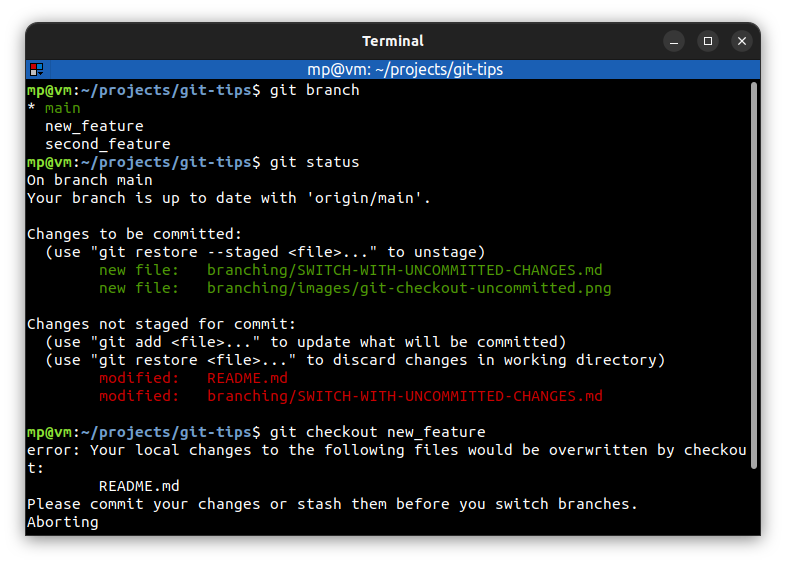 Terminal
mp@vm: ~/projects/git-tips
mp@vm:~/projects/git-tips$ git branch
* main
  new_feature
  second_feature
mp@vm:~/projects/git-tips$ git status
On branch main
Your branch is up to date with 'origin/main'.

Changes to be committed:
  (use "git restore --staged <file>..." to unstage)
        new file:   branching/SWITCH-WITH-UNCOMMITTED-CHANGES.md
        new file:   branching/images/git-checkout-uncommitted.png

Changes not staged for commit:
  (use "git add <file>..." to update what will be committed)
  (use "git restore <file>..." to discard changes in working directory)
        modified:   README.md
        modified:   branching/SWITCH-WITH-UNCOMMITTED-CHANGES.md

mp@vm:~/projects/git-tips$ git checkout new_feature
error: Your local changes to the following files would be overwritten by checkou
t:
        README.md
Please commit your changes or stash them before you switch branches.
Aborting